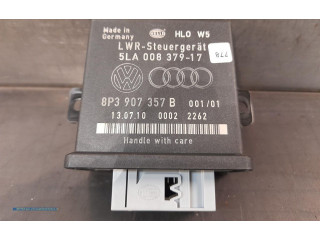 Made in
Germany
HLO W5
LWR-Steuergerät
5LA 008 379-17
8P3 907 357 B 001/01
13.07.10 0002 2262
Handle with care